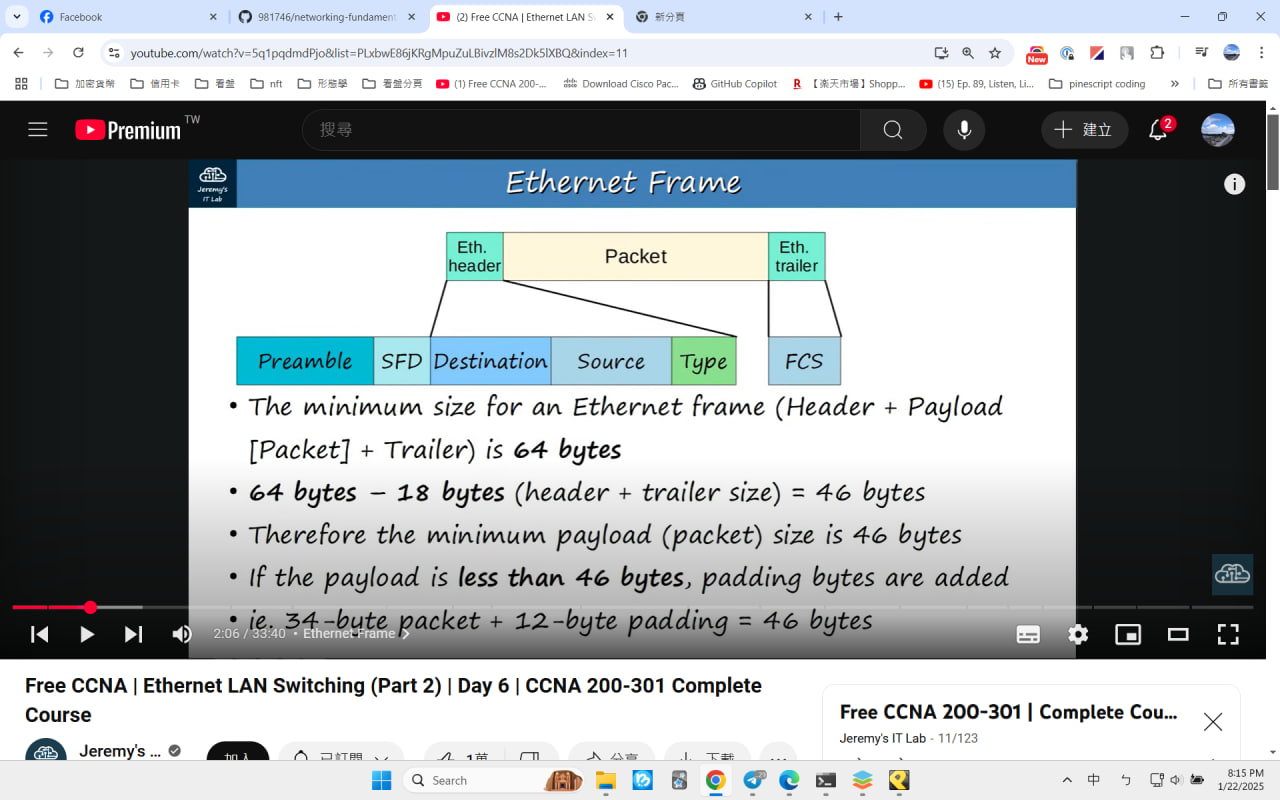 Facebook
981746/networking-fundament
(2) Free CCNA | Ethernet LAN S
新分頁
youtube.com/watch?v=5q1pqdmdPjo&list=PLxbwE86jKRgMpuZuLBivzlM8s2Dk5lXBQ&index=11
New
加密貨幣
信用卡
看盤
nft
形態學
看盤分頁
(1) Free CCNA 200-...
Download Cisco Pac...
GitHub Copilot
R
【楽天市場】Shopp...
(15) Ep. 89, Listen, Li...
pinescript coding
»
所有書籤
Premium TW
搜尋
建立
2
Jeremy's
IT Lab
Ethernet Frame
Eth.
header
Packet
Eth.
trailer
Preamble
SFD
Destination
Source
Type
FCS
• The minimum size for an Ethernet frame (Header + Payload
[Packet] + Trailer) is 64 bytes
• 64 bytes – 18 bytes (header + trailer size) = 46 bytes
• Therefore the minimum payload (packet) size is 46 bytes
• If the payload is less than 46 bytes, padding bytes are added
• ie. 34-byte packet + 12-byte padding = 46 bytes
2:06 / 33:40 • Ethernet Frame
Free CCNA | Ethernet LAN Switching (Part 2) | Day 6 | CCNA 200-301 Complete
Course
Free CCNA 200-301 | Complete Cou...
Jeremy's IT Lab - 11/123
Jeremy's ...
加入
已訂閱
1萬
分享
下載
Search
20
中
8:15 PM
1/22/2025